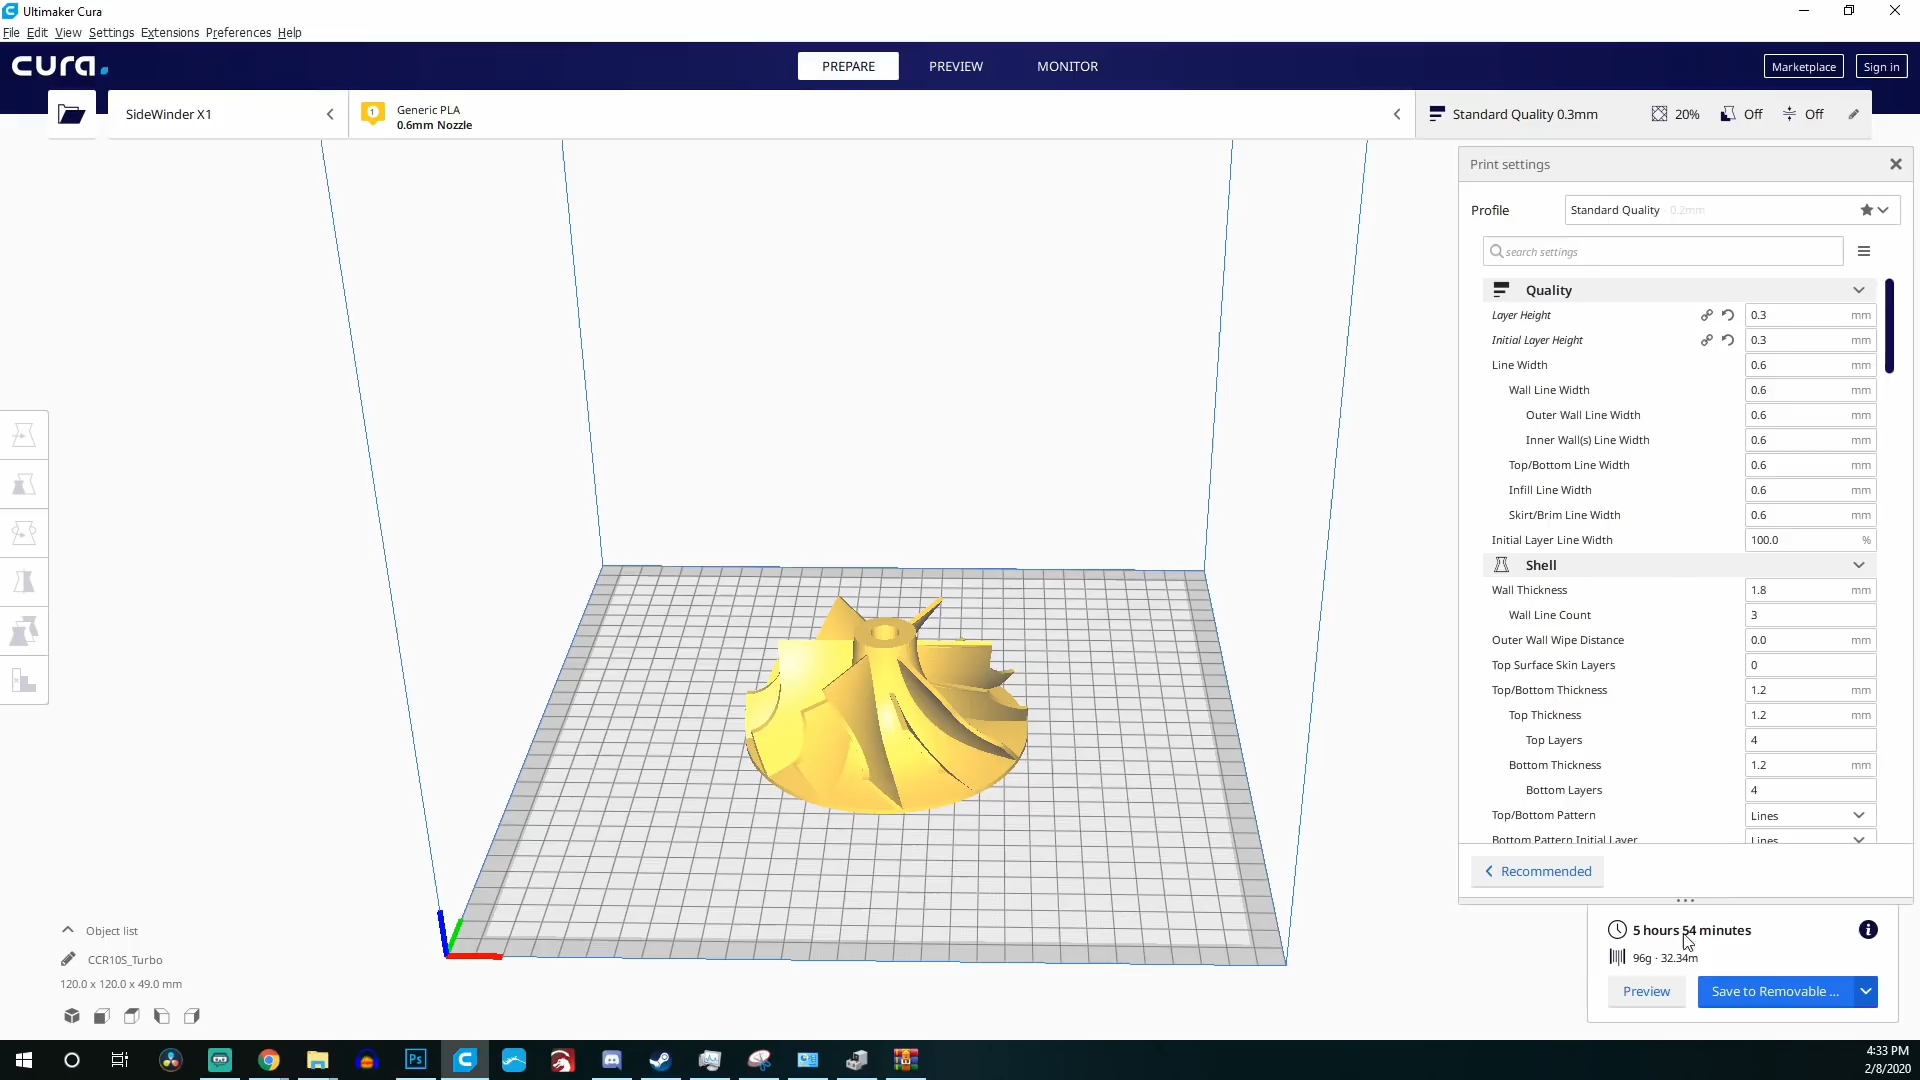 Ultimaker Cura
File Edit View Settings Extensions Preferences Help
cura.
PREPARE
PREVIEW
MONITOR
Marketplace
Sign in
SideWinder X1
1
Generic PLA
0.6mm Nozzle
Standard Quality 0.3mm
20%
Off
Off
Print settings
Profile
Standard Quality 0.2mm
search settings
Quality
Layer Height 0.3 mm
Initial Layer Height 0.3 mm
Line Width 0.6 mm
Wall Line Width 0.6 mm
Outer Wall Line Width 0.6 mm
Inner Wall(s) Line Width 0.6 mm
Top/Bottom Line Width 0.6 mm
Infill Line Width 0.6 mm
Skirt/Brim Line Width 0.6 mm
Initial Layer Line Width 100.0 %
Shell
Wall Thickness 1.8 mm
Wall Line Count 3
Outer Wall Wipe Distance 0.0 mm
Top Surface Skin Layers 0
Top/Bottom Thickness 1.2 mm
Top Thickness 1.2 mm
Top Layers 4
Bottom Thickness 1.2 mm
Bottom Layers 4
Top/Bottom Pattern Lines
Bottom Pattern Initial Layer Lines
Recommended
5 hours 54 minutes
96g · 32.34m
Preview
Save to Removable ...
Object list
CCR10S_Turbo
120.0 x 120.0 x 49.0 mm
Ps
4:33 PM
2/8/2020